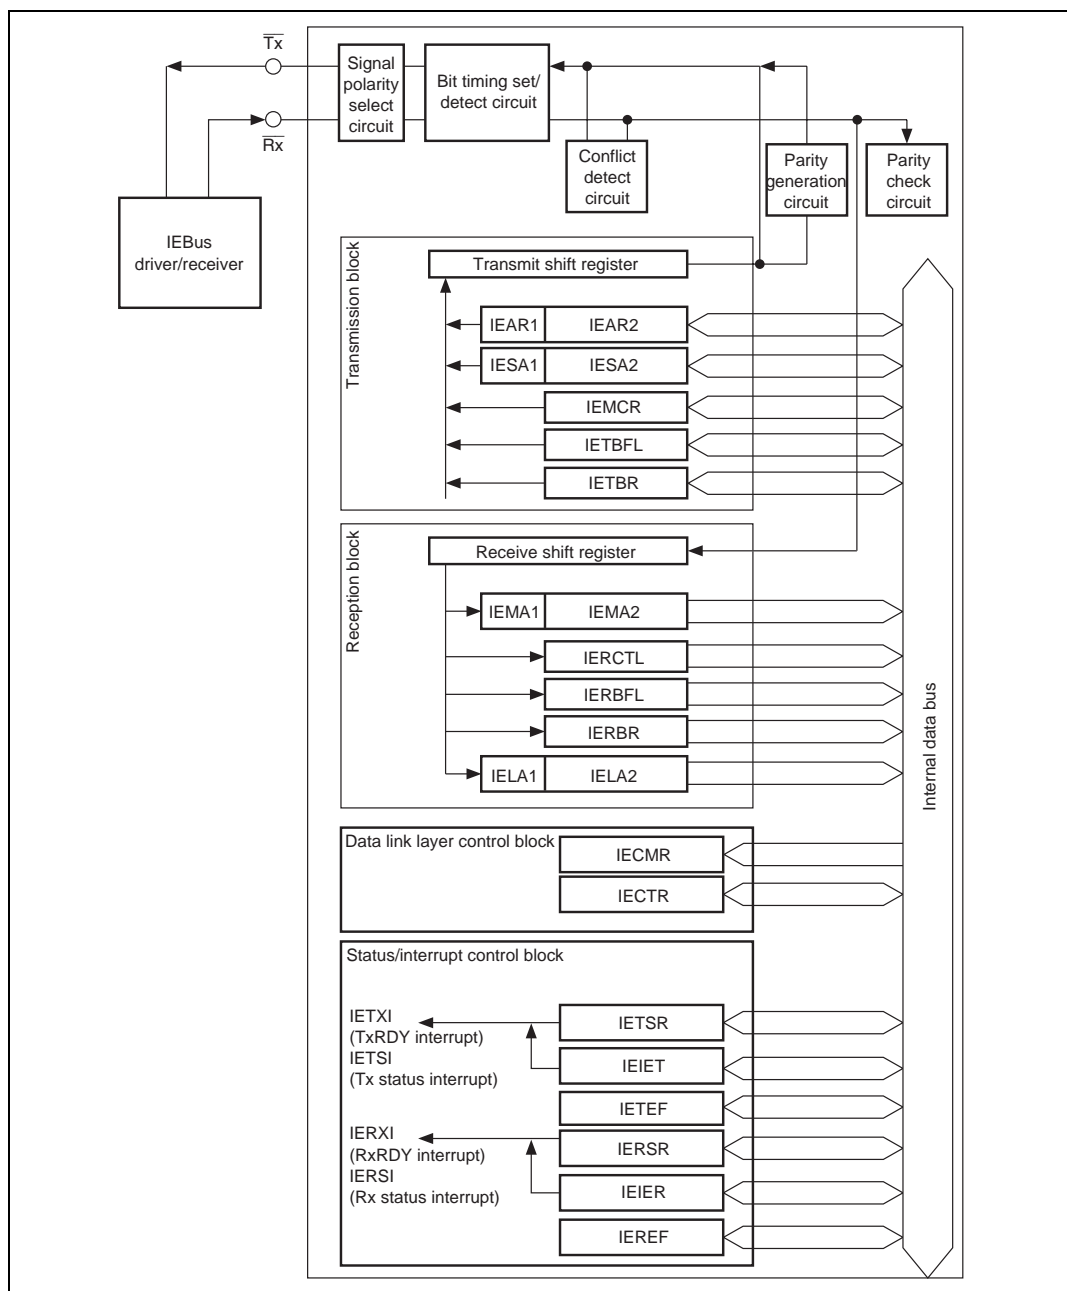 Tx
Rx
Signal
polarity
select
circuit
Bit timing set/
detect circuit
Conflict
detect
circuit
Parity
generation
circuit
Parity
check
circuit
IEBus
driver/receiver
Transmission block
Transmit shift register
IEAR1 IEAR2
IESA1 IESA2
IEMCR
IETBFL
IETBR
Reception block
Receive shift register
IEMA1 IEMA2
IERCTL
IERBFL
IERBR
IELA1 IELA2
Internal data bus
Data link layer control block
IECMR
IECTR
Status/interrupt control block
IETXI
(TxRDY interrupt)
IETSI
(Tx status interrupt)
IETSR
IEIET
IETEF
IERXI
(RxRDY interrupt)
IERSI
(Rx status interrupt)
IERSR
IEIER
IEREF